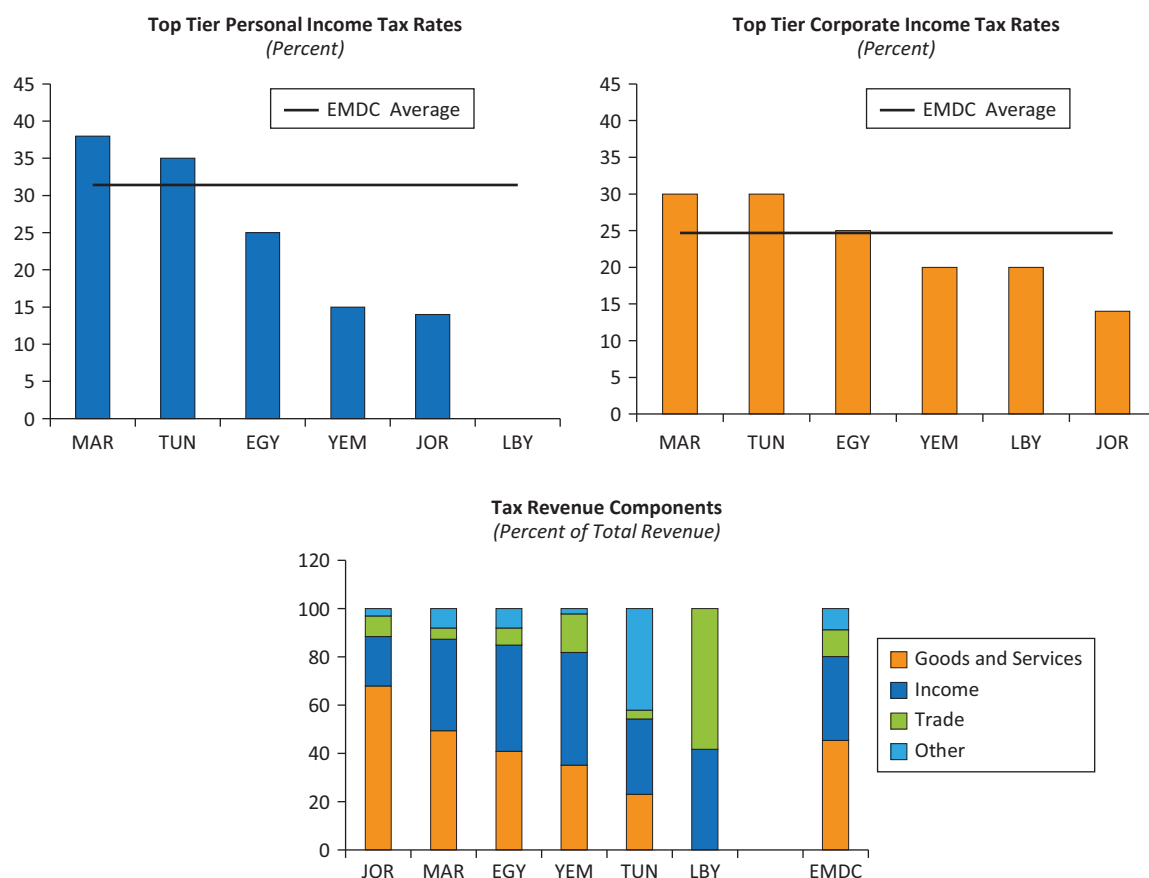 Top Tier Personal Income Tax Rates
(Percent)
45
40
35
30
25
20
15
10
5
0
EMDC Average
MAR TUN EGY YEM JOR LBY
Top Tier Corporate Income Tax Rates
(Percent)
45
40
35
30
25
20
15
10
5
0
EMDC Average
MAR TUN EGY YEM LBY JOR
Tax Revenue Components
(Percent of Total Revenue)
120
100
80
60
40
20
0
JOR MAR EGY YEM TUN LBY EMDC
Goods and Services
Income
Trade
Other